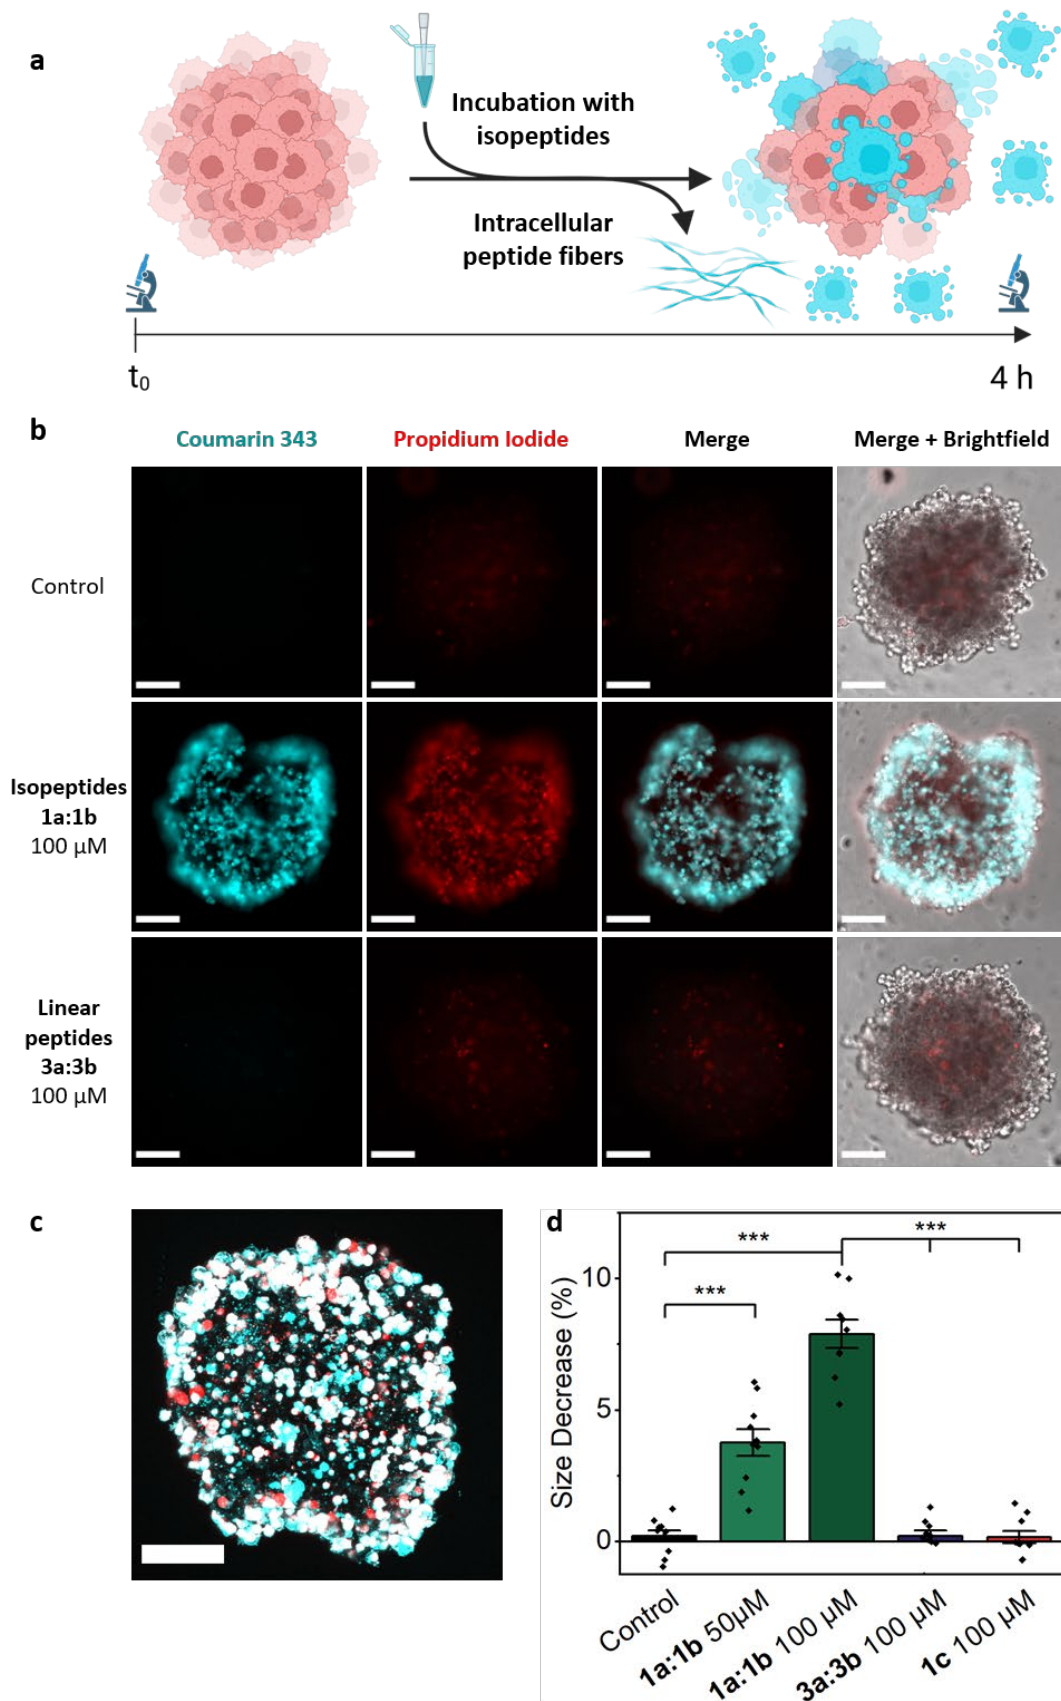 a
Incubation with
isopeptides
Intracellular
peptide fibers
t₀
4 h
b
Coumarin 343
Propidium Iodide
Merge
Merge + Brightfield
Control
Isopeptides
1a:1b
100 µM
Linear
peptides
3a:3b
100 µM
c
d
***
***
***
Size Decrease (%)
10
5
0
Control
1a:1b 50µM
1a:1b 100 µM
3a:3b 100 µM
1c 100 µM